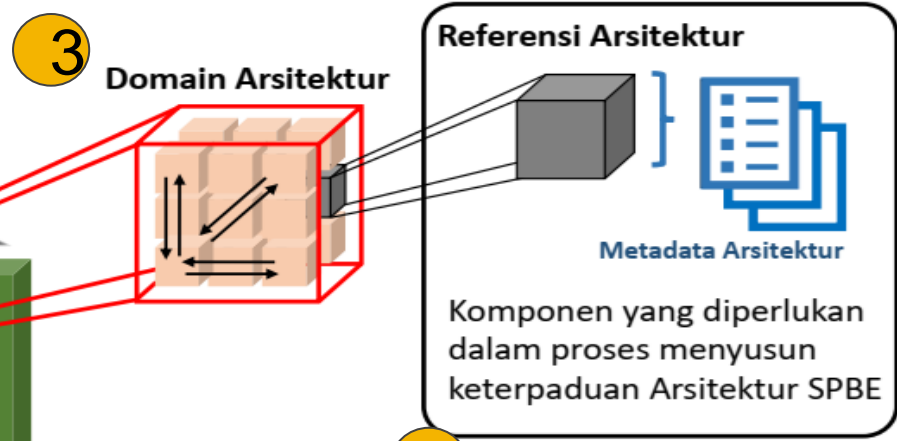 3
Domain Arsitektur
Referensi Arsitektur
Metadata Arsitektur
Komponen yang diperlukan
dalam proses menyusun
keterpaduan Arsitektur SPBE